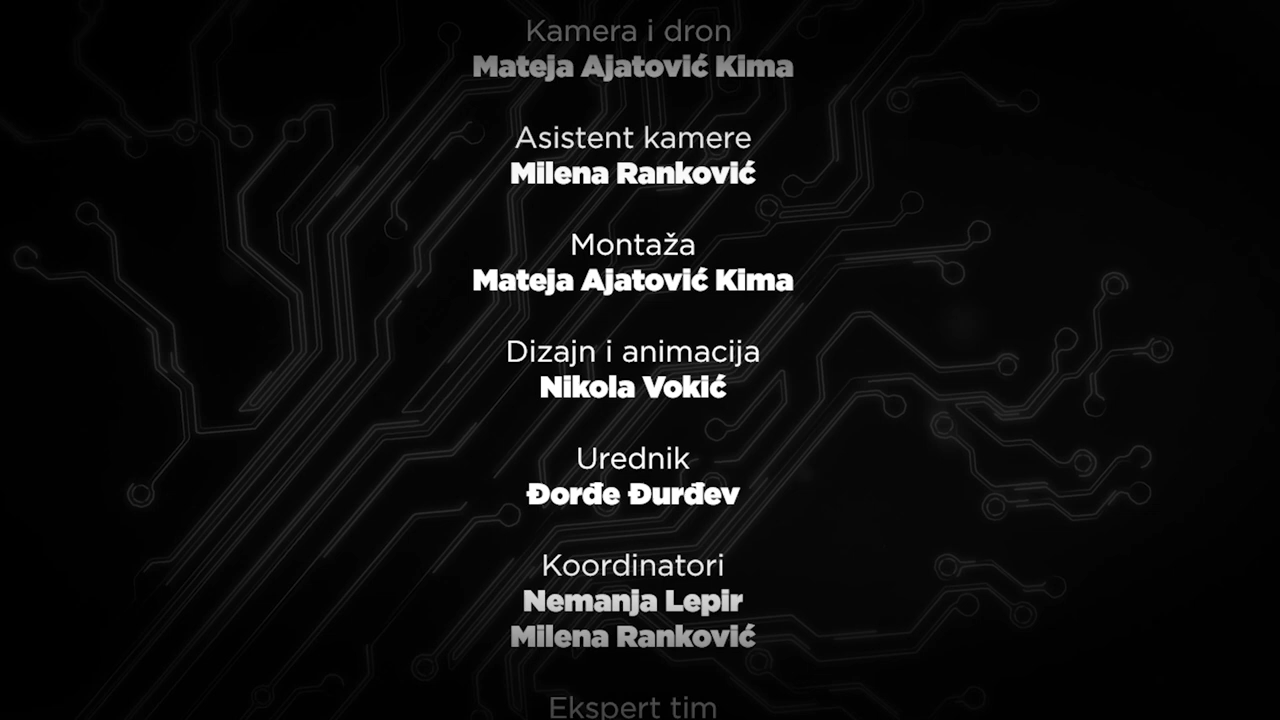 Kamera i dron
Mateja Ajatović Kima
Asistent kamere
Milena Ranković
Montaža
Mateja Ajatović Kima
Dizajn i animacija
Nikola Vokić
Urednik
Đorđe Đurđev
Koordinatori
Nemanja Lepir
Milena Ranković
Ekspert tim